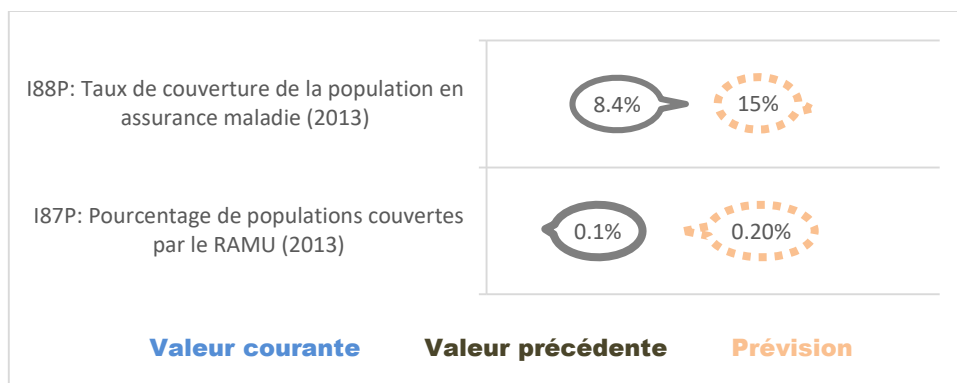 I88P: Taux de couverture de la population en
assurance maladie (2013)
8.4%
15%
I87P: Pourcentage de populations couvertes
par le RAMU (2013)
0.1%
0.20%
Valeur courante Valeur précédente Prévision